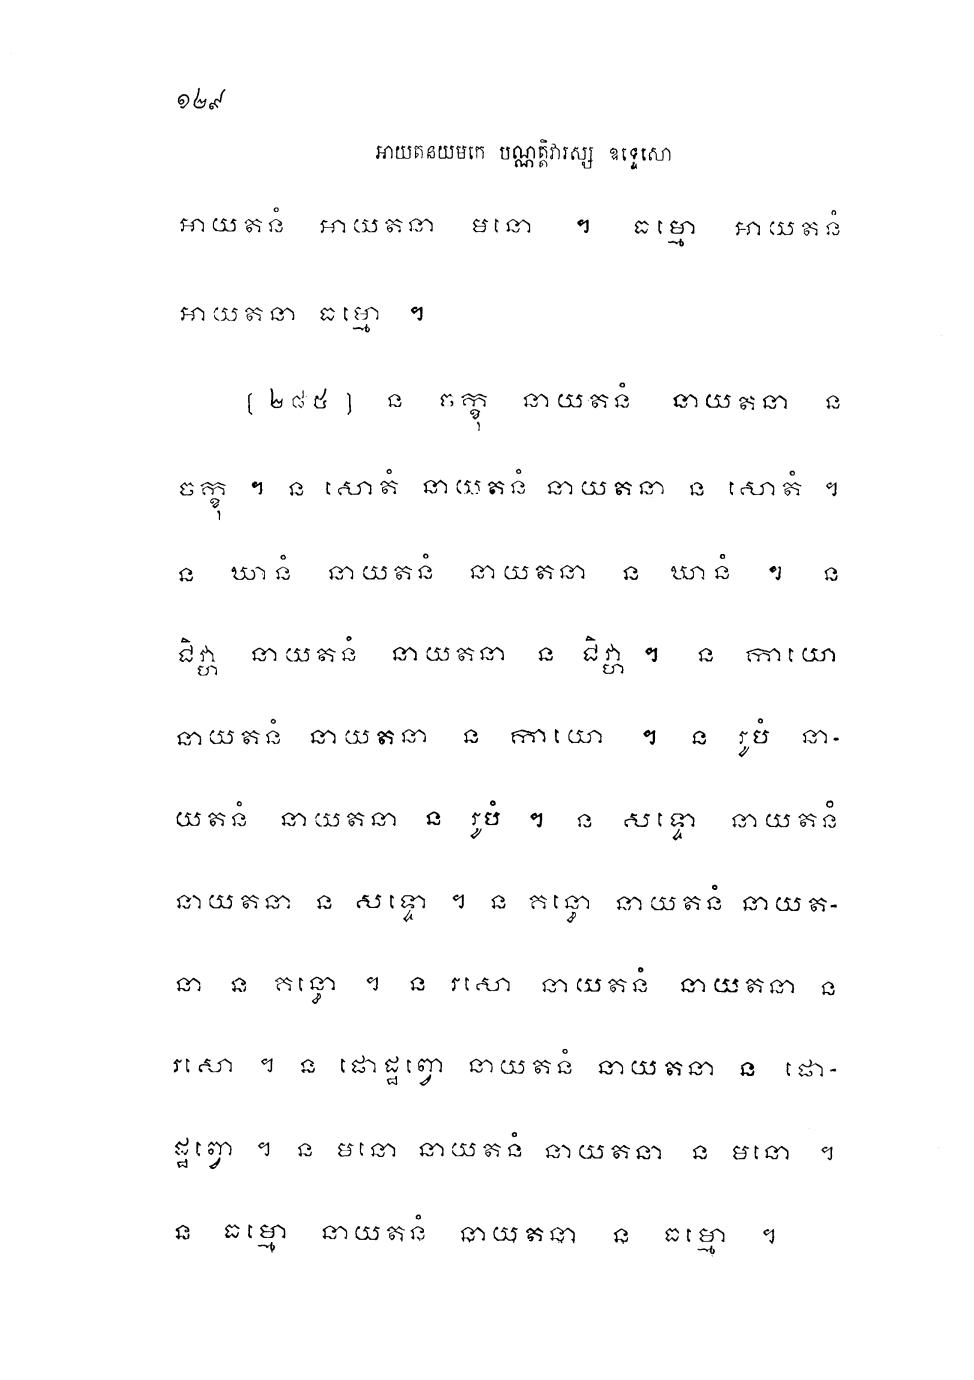 ១២៩
អាយតនយមកេ បណ្ណត្តិវារស្ស ឧទ្ទេសោ
អាយតនំ អាយតនា មនោ ។ ធម្មោ អាយតនំ
អាយតនា ធម្មោ ។
[ ២៨៥ ] ន ចក្ខុ នាយតនំ នាយតនា ន
ចក្ខុ ។ ន សោតំ នាយតនំ នាយតនា ន សោតំ ។
ន ឃានំ នាយតនំ នាយតនា ន ឃានំ ។ ន
ជិវ្ហា នាយតនំ នាយតនា ន ជិវ្ហា ។ ន កាយោ
នាយតនំ នាយតនា ន កាយោ ។ ន រូបំ នា-
យតនំ នាយតនា ន រូបំ ។ ន សទ្ទោ នាយតនំ
នាយតនា ន សទ្ទោ ។ ន គន្ធោ នាយតនំ នាយត-
នា ន គន្ធោ ។ ន រសោ នាយតនំ នាយតនា ន
រសោ ។ ន ផោដ្ឋព្វោ នាយតនំ នាយតនា ន ផោ-
ដ្ឋព្វោ ។ ន មនោ នាយតនំ នាយតនា ន មនោ ។
ន ធម្មោ នាយតនំ នាយតនា ន ធម្មោ ។